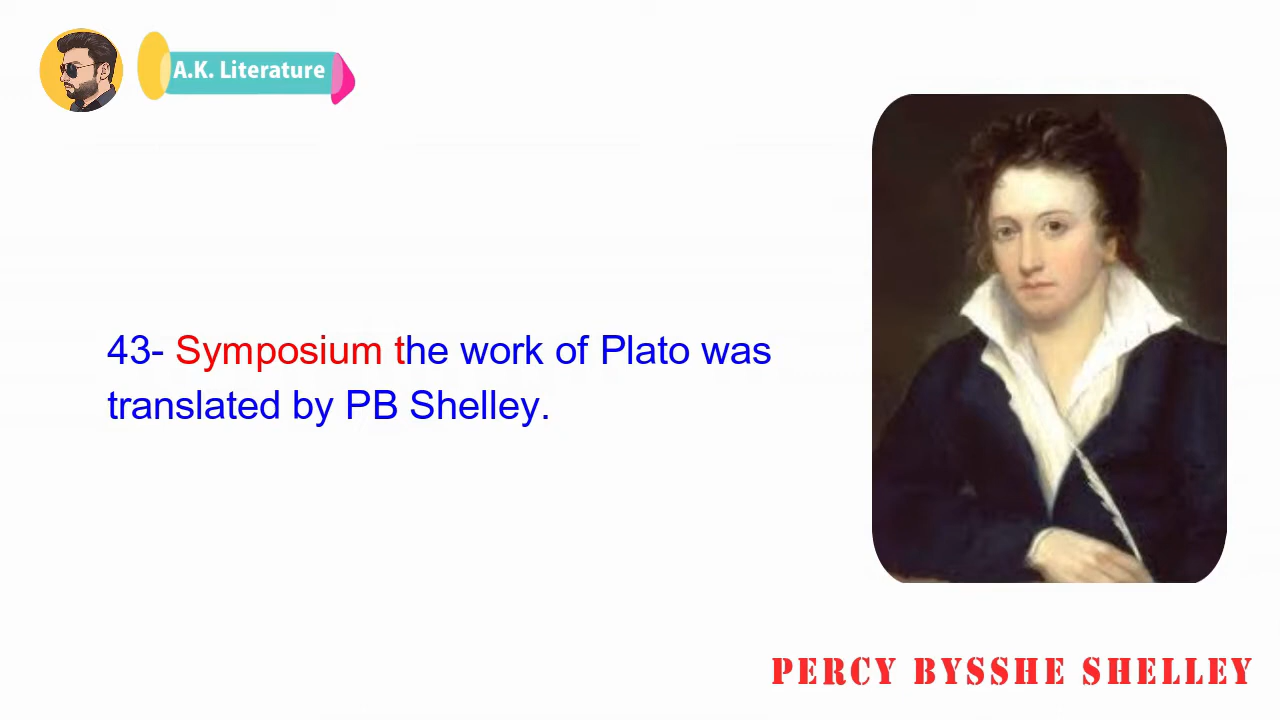 A.K. Literature
43- Symposium the work of Plato was
translated by PB Shelley.
PERCY BYSSHE SHELLEY